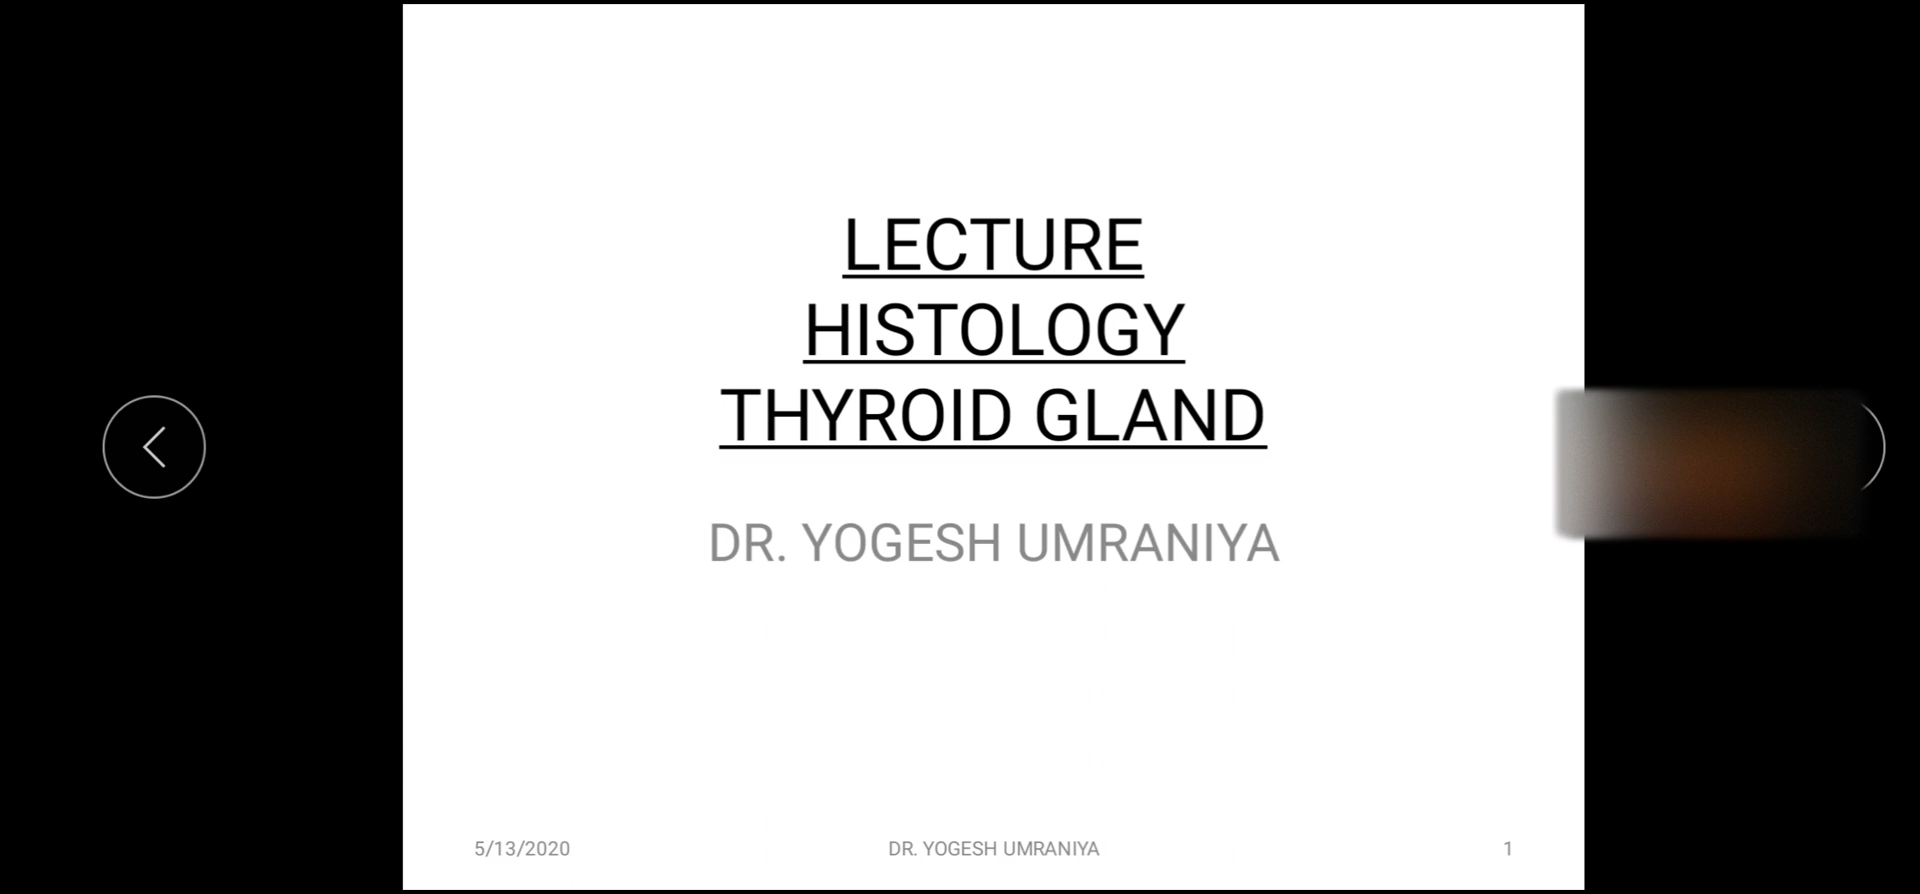 LECTURE
HISTOLOGY
THYROID GLAND
DR. YOGESH UMRANIYA
5/13/2020
DR. YOGESH UMRANIYA
1